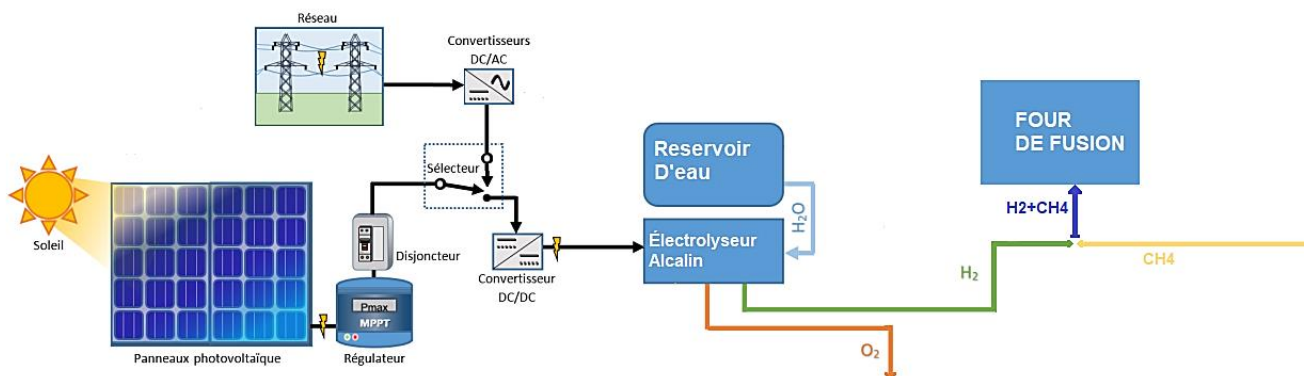 Réseau
Convertisseurs
DC/AC
Sélecteur
Soleil
Disjoncteur
Pmax
MPPT
Panneaux photovoltaïque
Régulateur
Convertisseur
DC/DC
Reservoir
D'eau
H₂O
Électrolyseur
Alcalin
O₂
H₂
FOUR
DE FUSION
H2+CH4
CH4